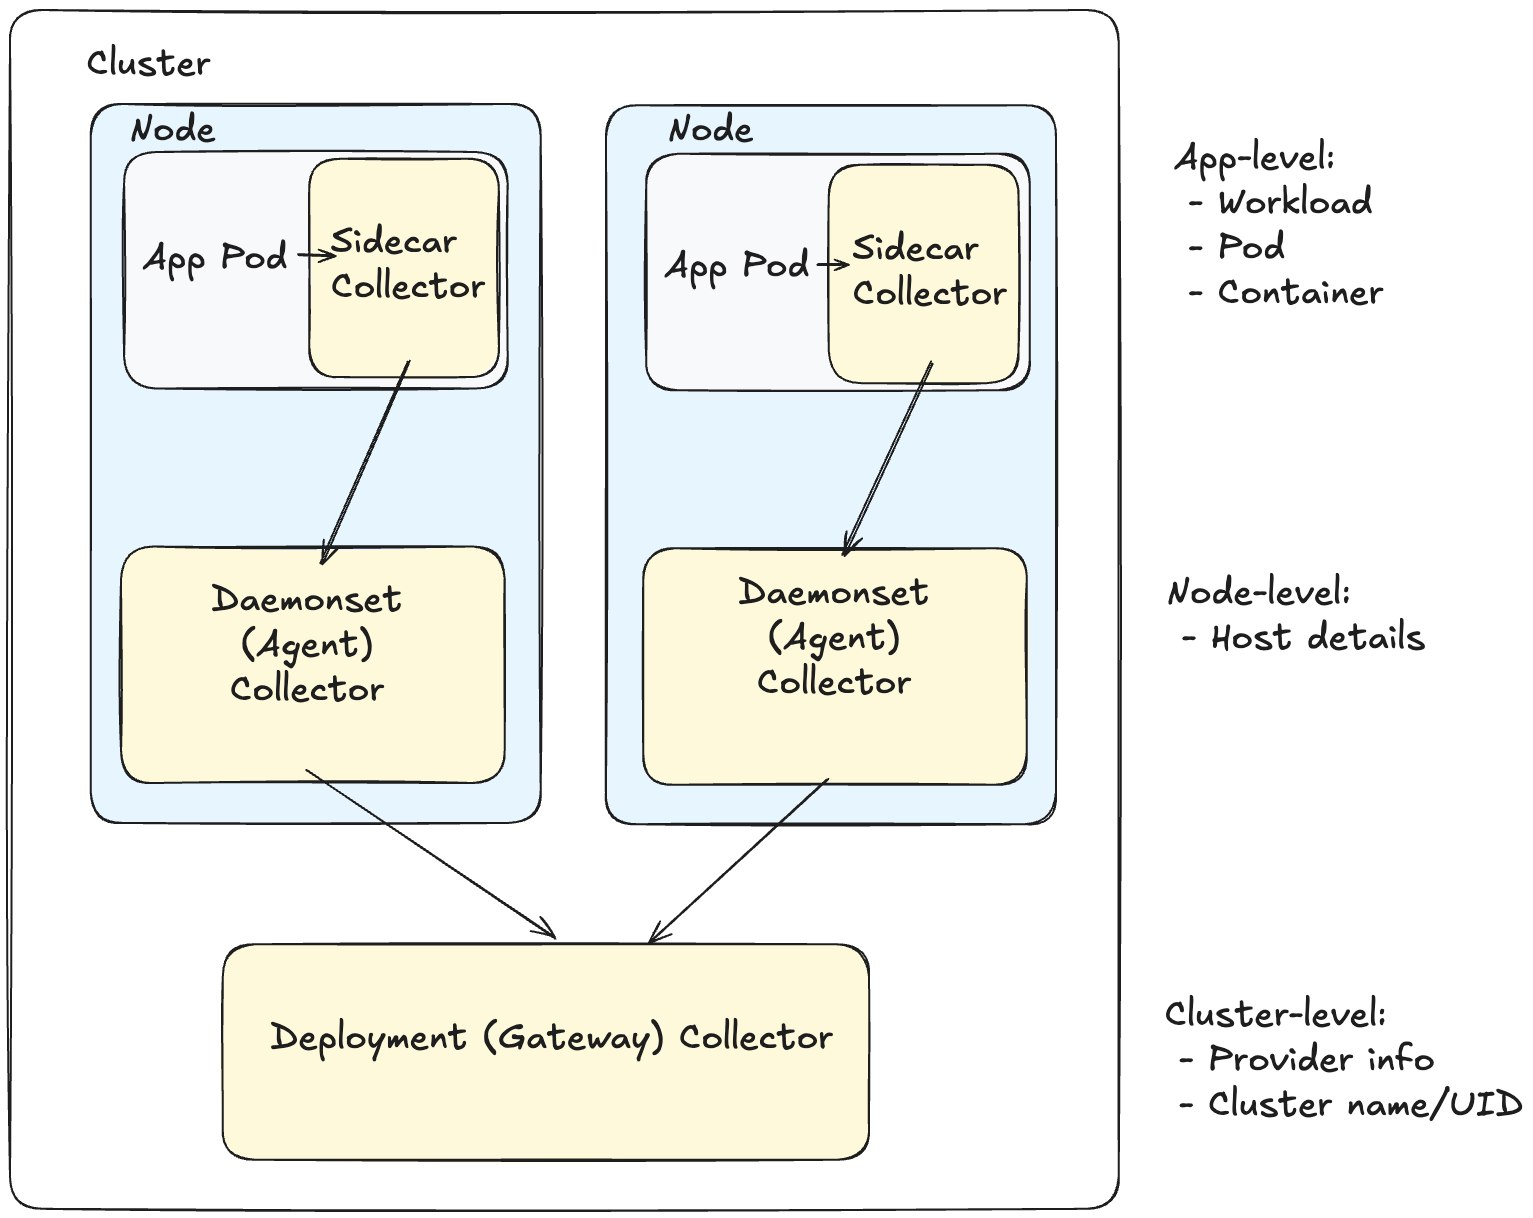 Cluster
Node
App Pod
Sidecar
Collector
Daemonset
(Agent)
Collector
Node
App Pod
Sidecar
Collector
Daemonset
(Agent)
Collector
Deployment (Gateway) Collector
App-level:
- Workload
- Pod
- Container
Node-level:
- Host details
Cluster-level:
- Provider info
- Cluster name/UID